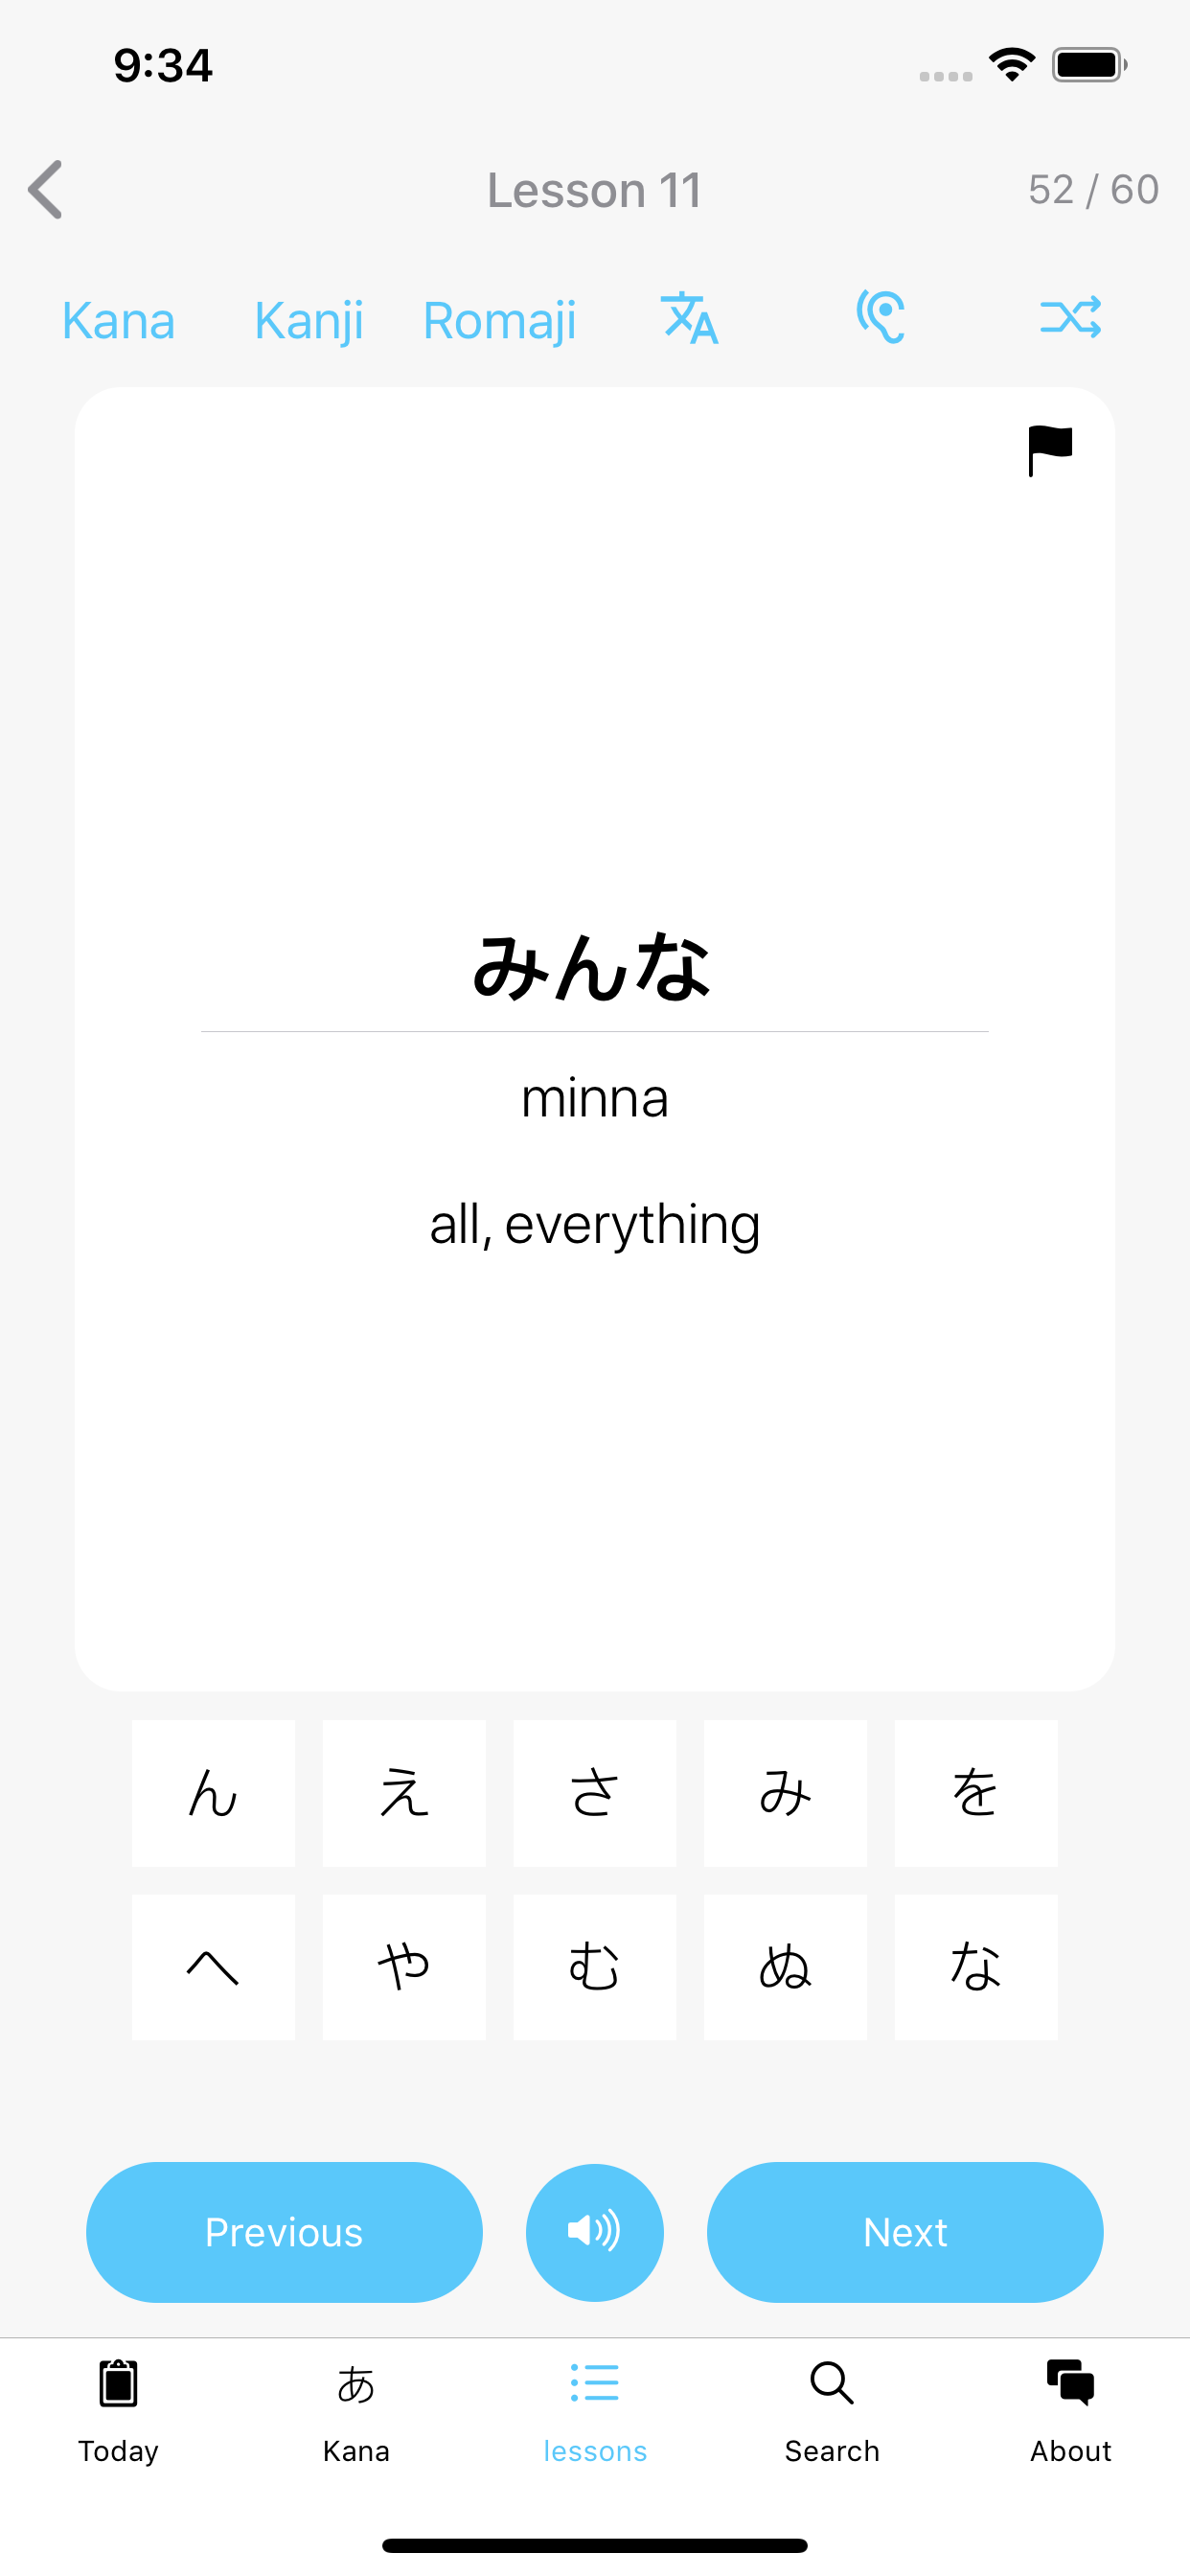 9:34
Lesson 11
52 / 60
Kana Kanji Romaji
みんな
minna
all, everything
ん え さ み を
へ や む ぬ な
Previous Next
あ
Today Kana lessons Search About